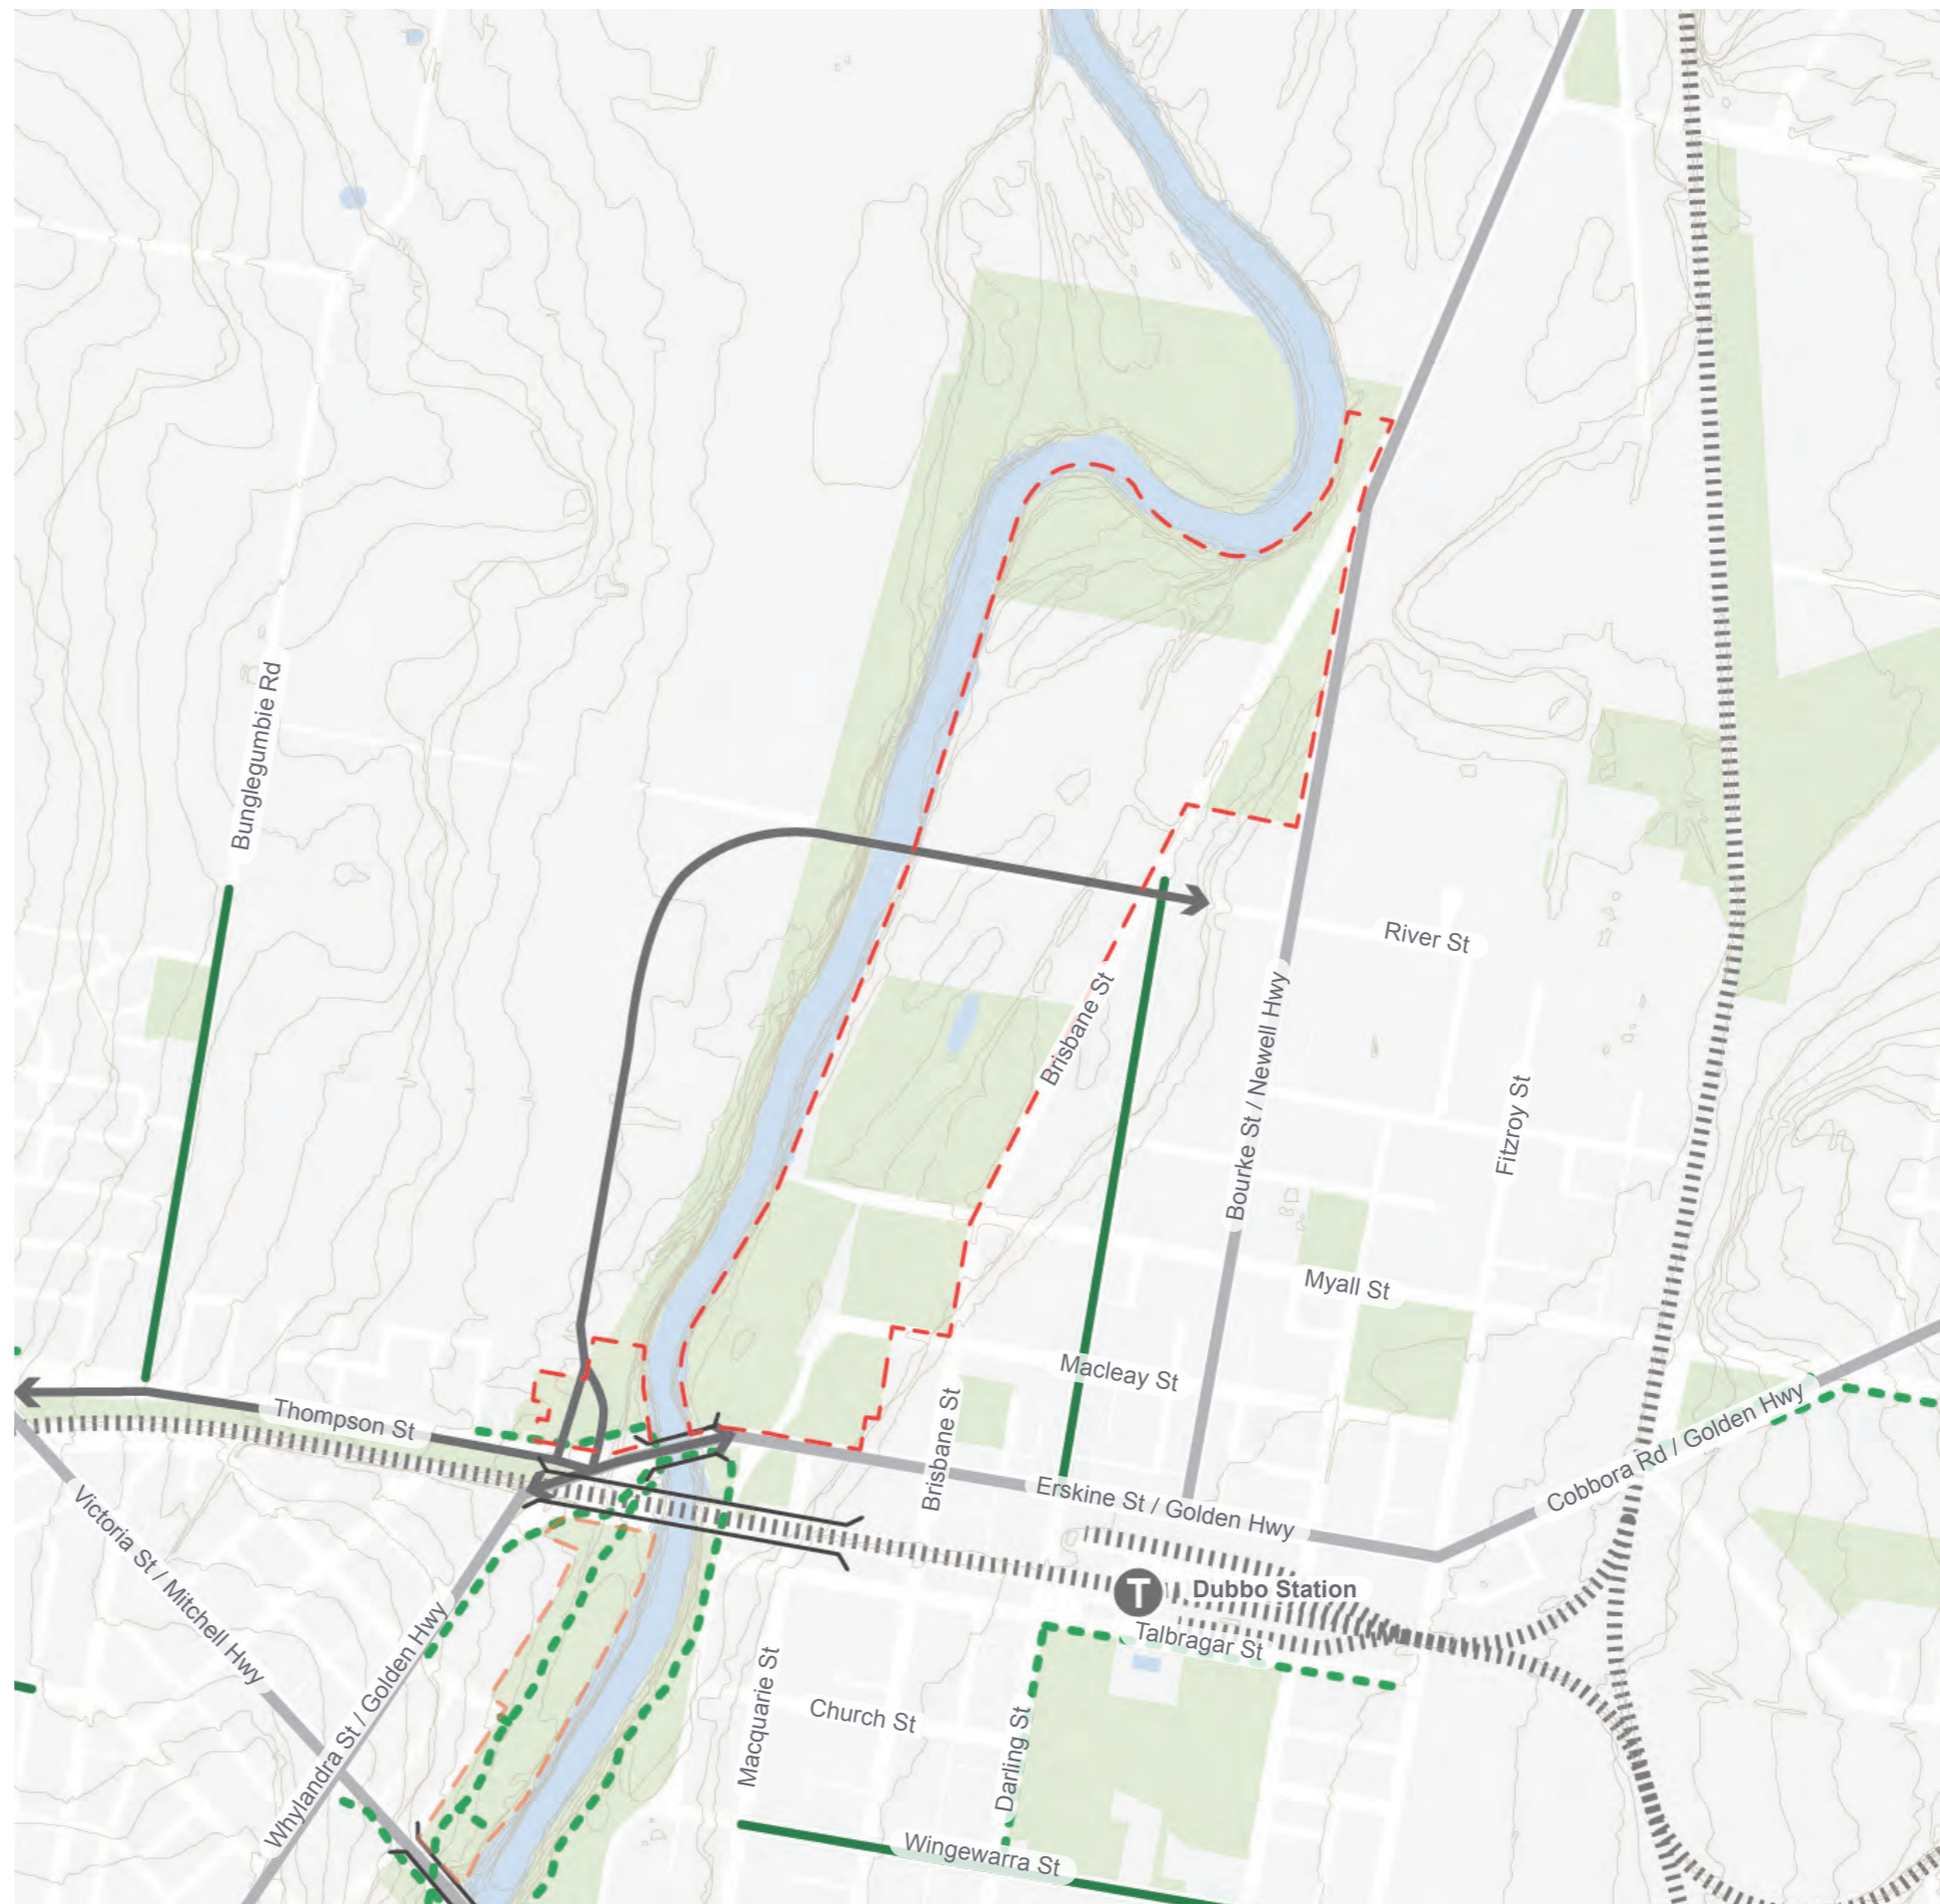 Bunglegumbie Rd
River St
Brisbane St
Bourke St / Newell Hwy
Fitzroy St
Myall St
Macleay St
Thompson St
Brisbane St
Cobbora Rd / Golden Hwy
Erskine St / Golden Hwy
Victoria St / Mitchell Hwy
T
Dubbo Station
Talbragar St
Whylandra St / Golden Hwy
Macquarie St
Church St
Darling St
Wingewarra St